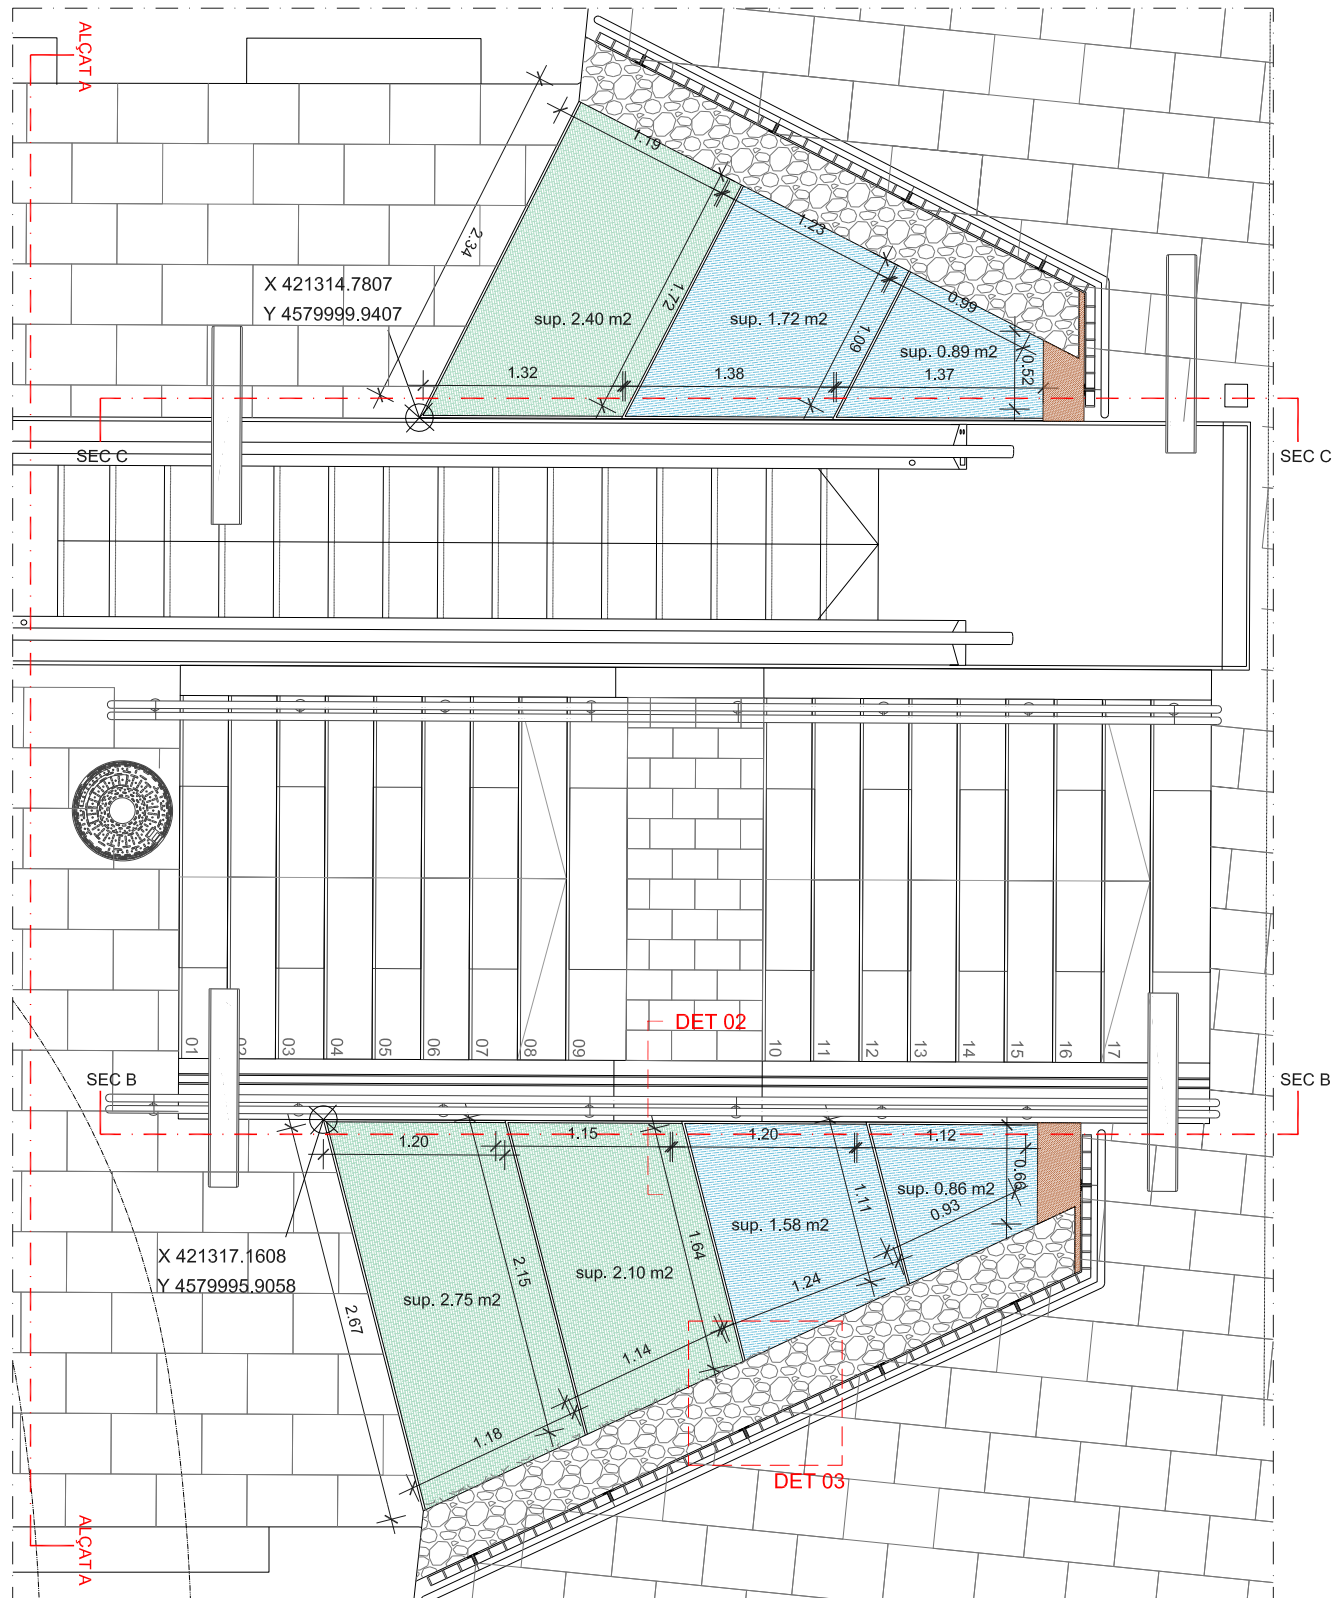 ALÇAT A
1.19
2.34
1.23
X 421314.7807
Y 4579999.9407
1.72
0.99
sup. 2.40 m2
sup. 1.72 m2
1.09
sup. 0.89 m2
0.52
1.32
1.38
1.37
SEC C
SEC C
01
02
03
04
05
06
07
08
09
10
11
12
13
14
15
16
17
DET 02
SEC B
SEC B
1.20
1.15
1.20
1.12
0.66
sup. 0.86 m2
1.11
0.93
sup. 1.58 m2
1.64
X 421317.1608
Y 4579995.9058
2.15
sup. 2.10 m2
1.24
sup. 2.75 m2
2.67
1.14
1.18
DET 03
ALÇAT A